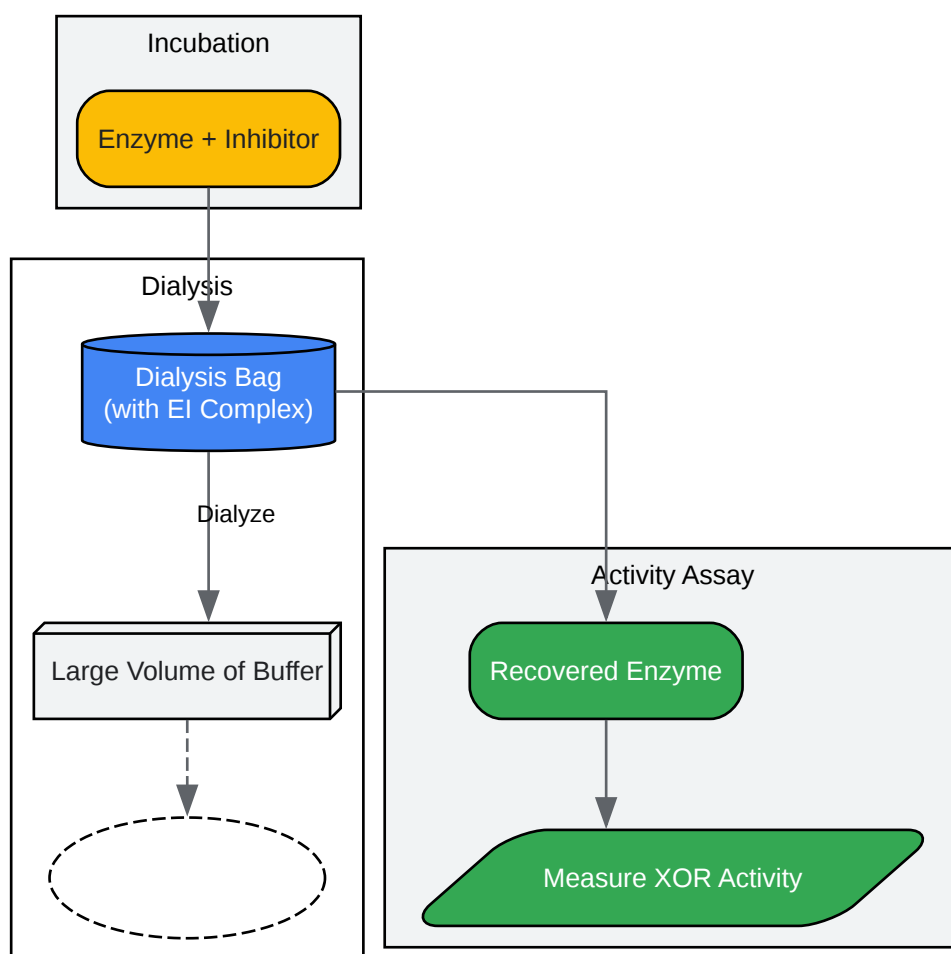 Incubation
Enzyme + Inhibitor
Dialysis
Dialysis Bag
(with EI Complex)
Dialyze
Large Volume of Buffer
Activity Assay
Recovered Enzyme
Measure XOR Activity